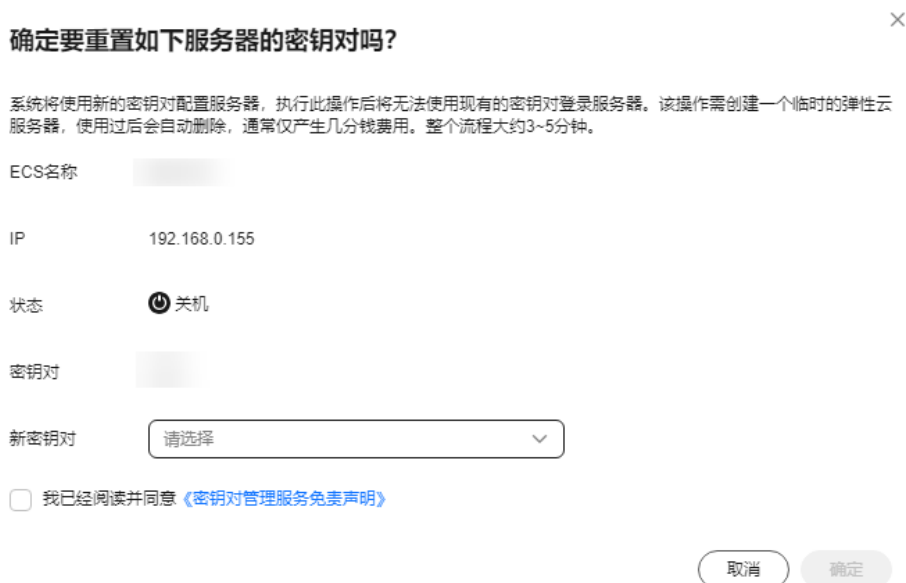 确定要重置如下服务器的密钥对吗?
系统将使用新的密钥对配置服务器，执行此操作后将无法使用现有的密钥对登录服务器。该操作需创建一个临时的弹性云
服务器，使用过后会自动删除，通常仅产生几分钱费用。整个流程大约3~5分钟。
ECS名称
IP 192.168.0.155
状态 关机
密钥对
新密钥对 请选择
我已经阅读并同意《密钥对管理服务免责声明》
取消 确定